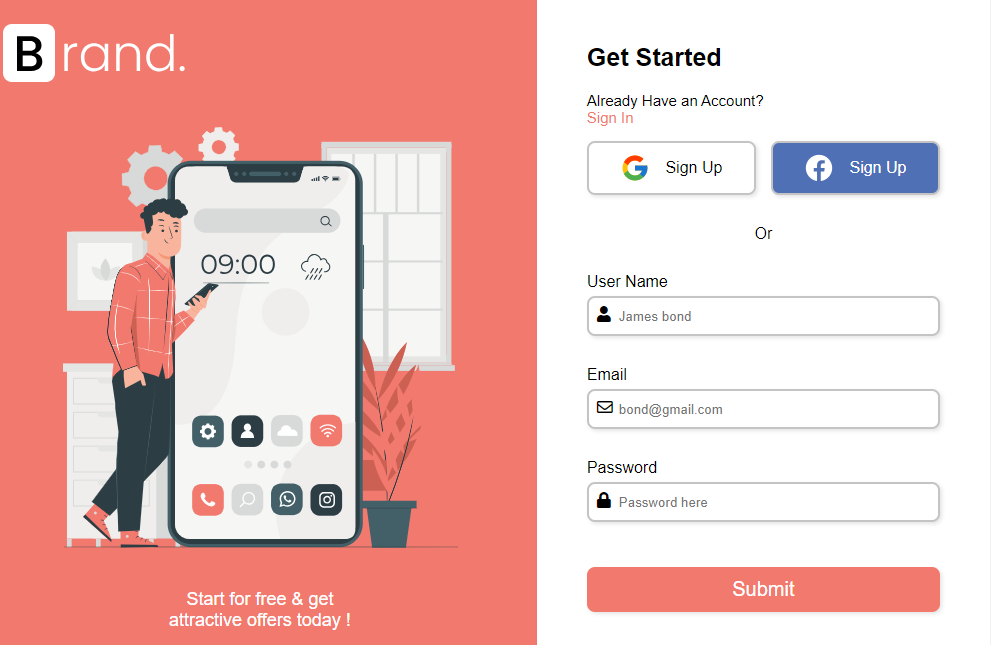 Brand.
09:00
Start for free & get
attractive offers today !
Get Started
Already Have an Account?
Sign In
Sign Up
Sign Up
Or
User Name
James bond
Email
bond@gmail.com
Password
Password here
Submit